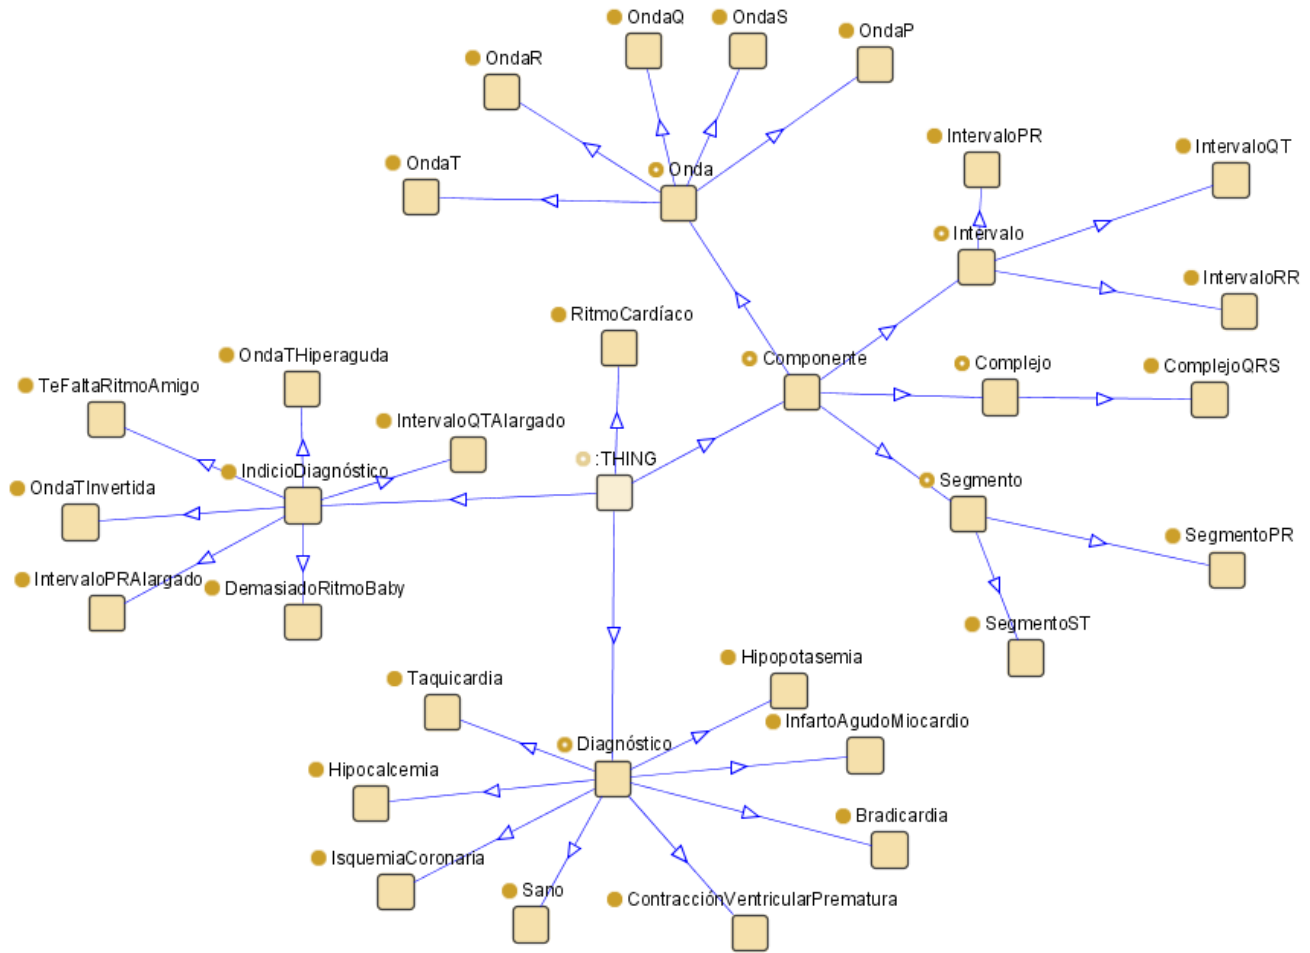 OndaQ
OndaS
OndaP
OndaR
OndaT
Onda
IntervaloPR
IntervaloQT
Intervalo
IntervaloRR
RitmoCardíaco
OndaTHiperaguda
Componente
Complejo
ComplejoQRS
TeFaltaRitmoAmigo
IntervaloQTAlargado
:THING
IndicioDiagnóstico
Segmento
OndaTInvertida
SegmentoPR
IntervaloPRAlargado
DemasiadoRitmoBaby
SegmentoST
Hipopotasemia
Taquicardia
InfartoAgudoMiocardio
Diagnóstico
Hipocalcemia
Bradicardia
IsquemiaCoronaria
Sano
ContracciónVentricularPrematura